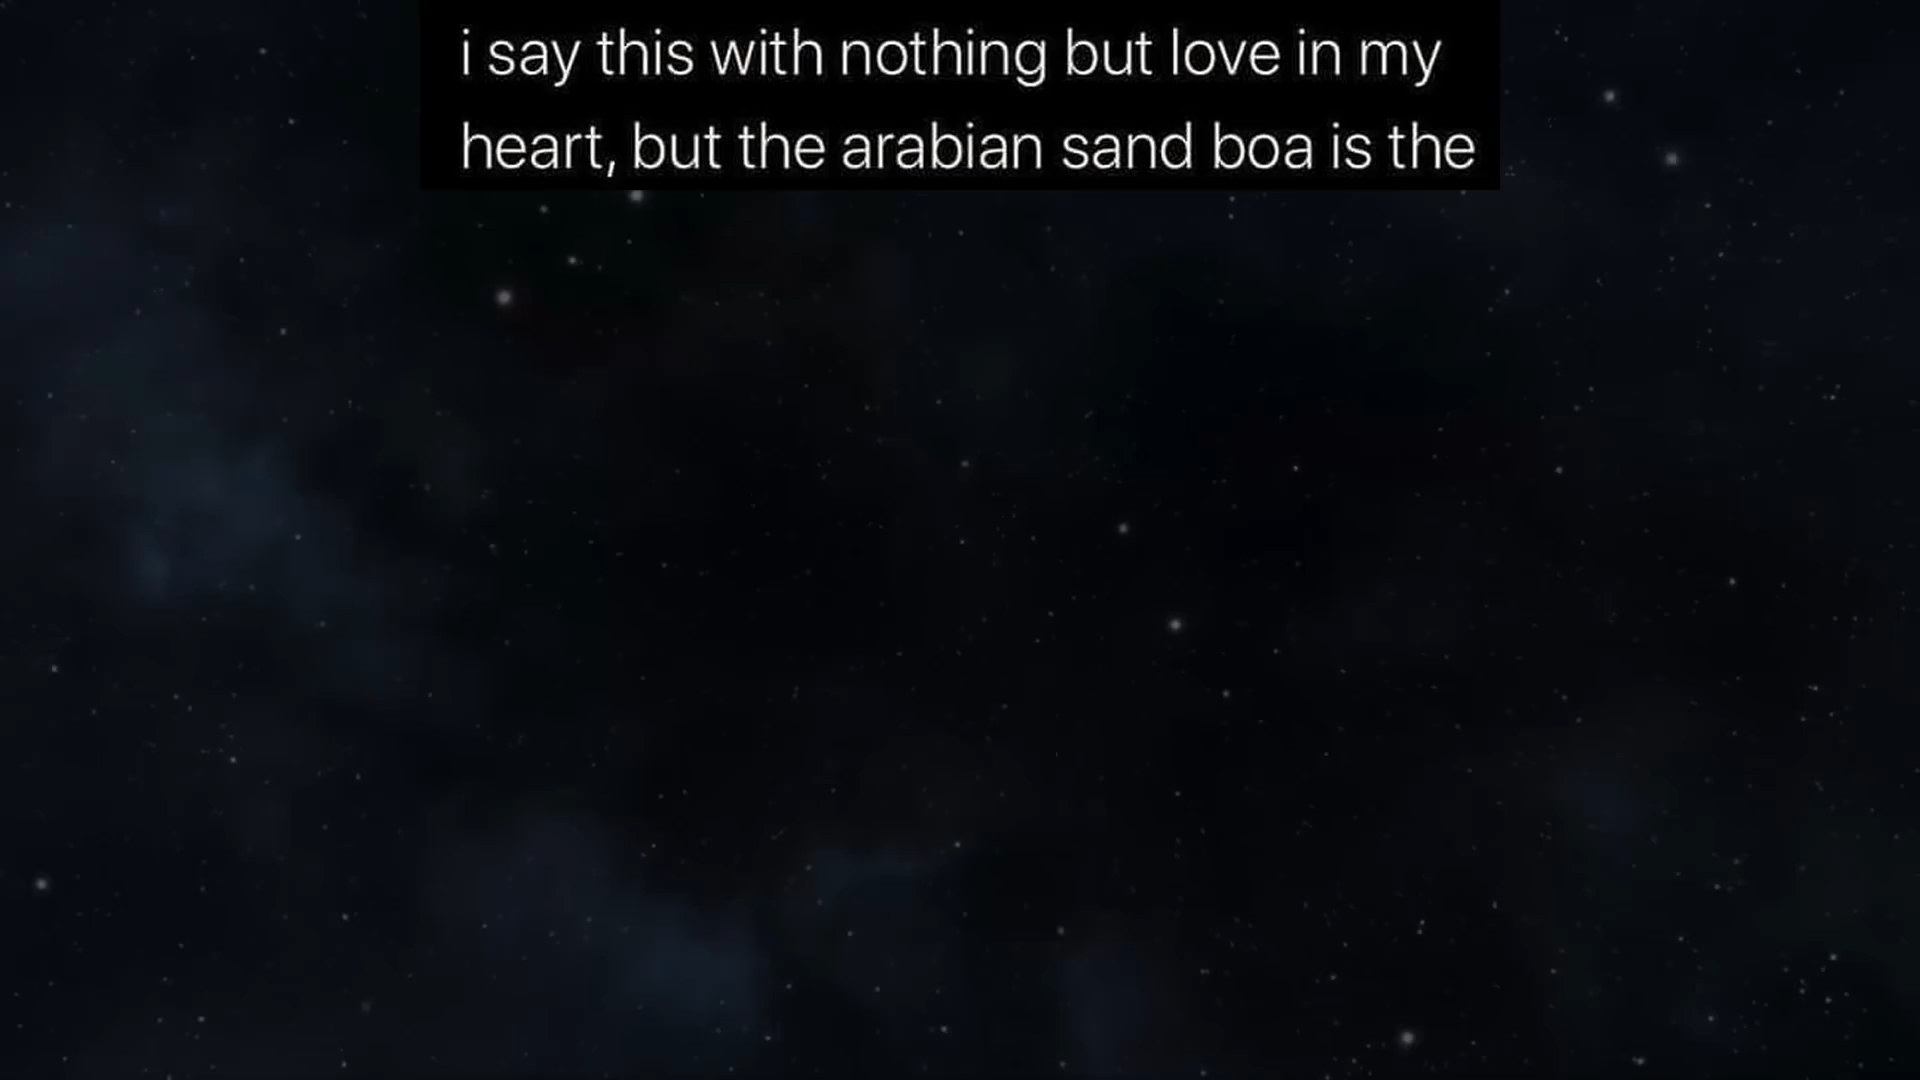 i say this with nothing but love in my
heart, but the arabian sand boa is the